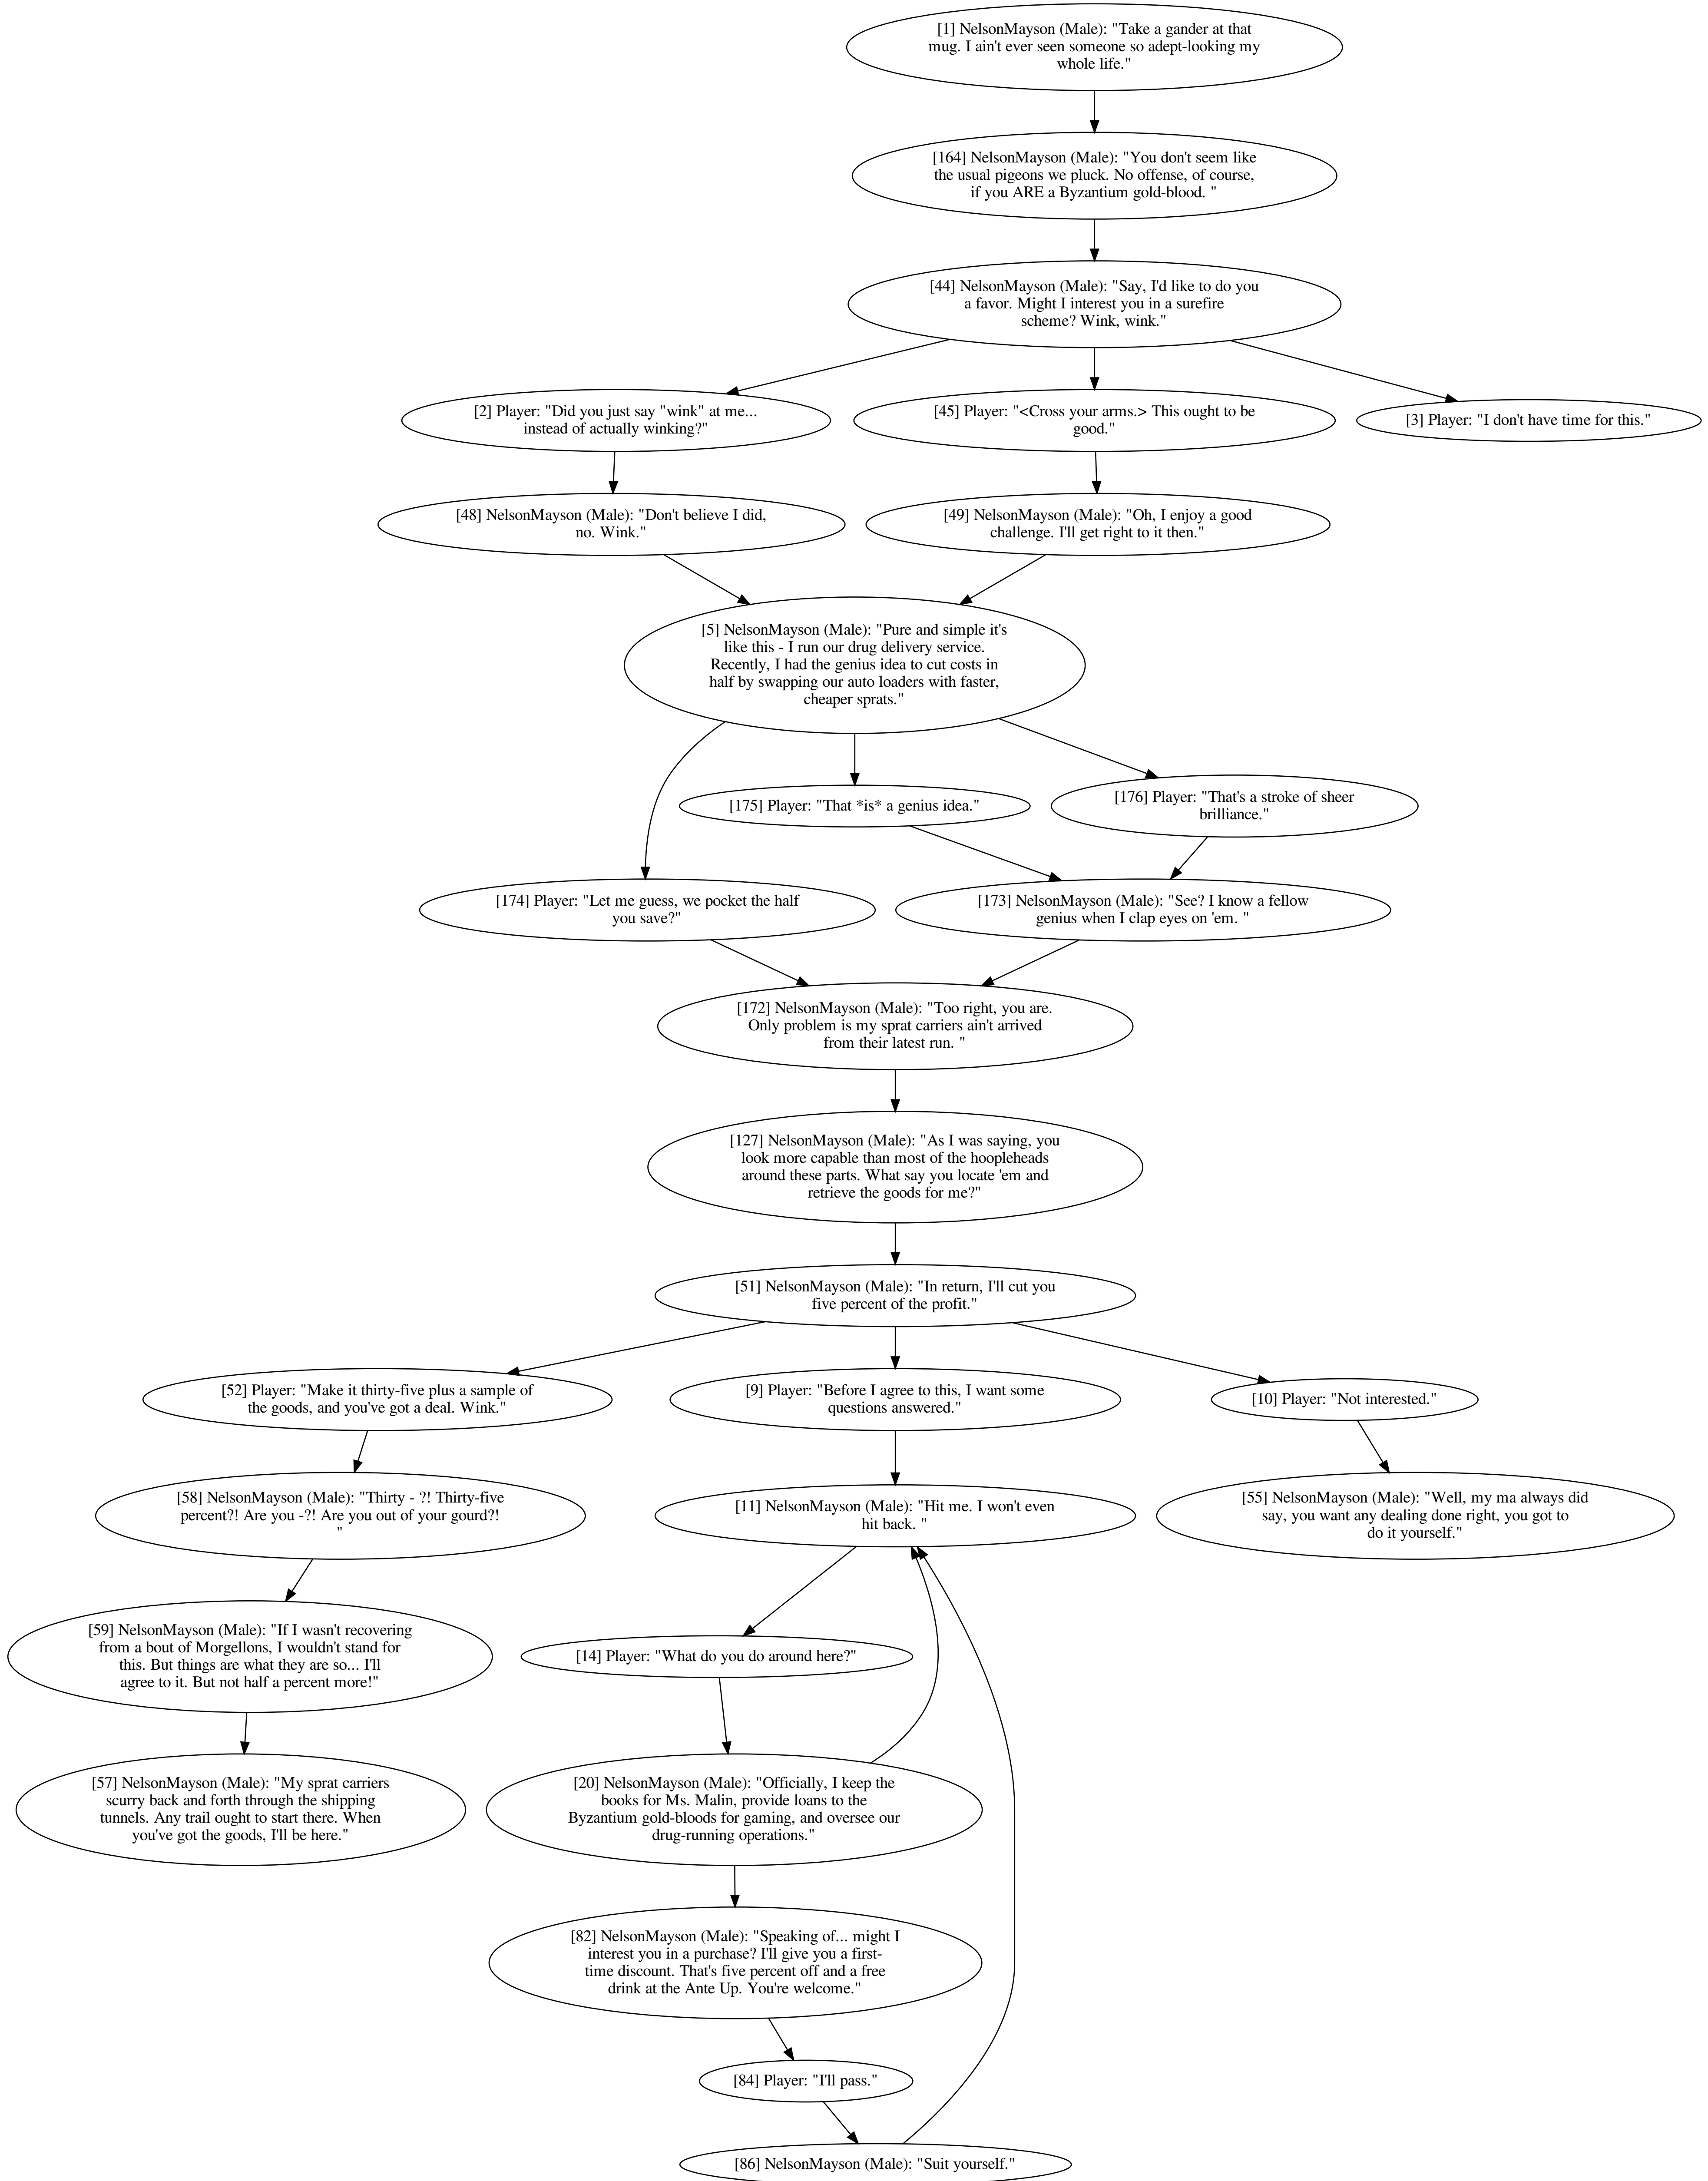 [1] NelsonMayson (Male): "Take a gander at that
mug. I ain't ever seen someone so adept-looking my
whole life."
[164] NelsonMayson (Male): "You don't seem like
the usual pigeons we pluck. No offense, of course,
if you ARE a Byzantium gold-blood. "
[44] NelsonMayson (Male): "Say, I'd like to do you
a favor. Might I interest you in a surefire
scheme? Wink, wink."
[2] Player: "Did you just say "wink" at me...
instead of actually winking?"
[45] Player: "<Cross your arms.> This ought to be
good."
[3] Player: "I don't have time for this."
[48] NelsonMayson (Male): "Don't believe I did,
no. Wink."
[49] NelsonMayson (Male): "Oh, I enjoy a good
challenge. I'll get right to it then."
[5] NelsonMayson (Male): "Pure and simple it's
like this - I run our drug delivery service.
Recently, I had the genius idea to cut costs in
half by swapping our auto loaders with faster,
cheaper sprats."
[175] Player: "That *is* a genius idea."
[176] Player: "That's a stroke of sheer
brilliance."
[174] Player: "Let me guess, we pocket the half
you save?"
[173] NelsonMayson (Male): "See? I know a fellow
genius when I clap eyes on 'em. "
[172] NelsonMayson (Male): "Too right, you are.
Only problem is my sprat carriers ain't arrived
from their latest run. "
[127] NelsonMayson (Male): "As I was saying, you
look more capable than most of the hoopleheads
around these parts. What say you locate 'em and
retrieve the goods for me?"
[51] NelsonMayson (Male): "In return, I'll cut you
five percent of the profit."
[52] Player: "Make it thirty-five plus a sample of
the goods, and you've got a deal. Wink."
[9] Player: "Before I agree to this, I want some
questions answered."
[10] Player: "Not interested."
[58] NelsonMayson (Male): "Thirty - ?! Thirty-five
percent?! Are you -?! Are you out of your gourd?!
"
[11] NelsonMayson (Male): "Hit me. I won't even
hit back. "
[55] NelsonMayson (Male): "Well, my ma always did
say, you want any dealing done right, you got to
do it yourself."
[59] NelsonMayson (Male): "If I wasn't recovering
from a bout of Morgellons, I wouldn't stand for
this. But things are what they are so... I'll
agree to it. But not half a percent more!"
[14] Player: "What do you do around here?"
[57] NelsonMayson (Male): "My sprat carriers
scurry back and forth through the shipping
tunnels. Any trail ought to start there. When
you've got the goods, I'll be here."
[20] NelsonMayson (Male): "Officially, I keep the
books for Ms. Malin, provide loans to the
Byzantium gold-bloods for gaming, and oversee our
drug-running operations."
[82] NelsonMayson (Male): "Speaking of... might I
interest you in a purchase? I'll give you a first-
time discount. That's five percent off and a free
drink at the Ante Up. You're welcome."
[84] Player: "I'll pass."
[86] NelsonMayson (Male): "Suit yourself."